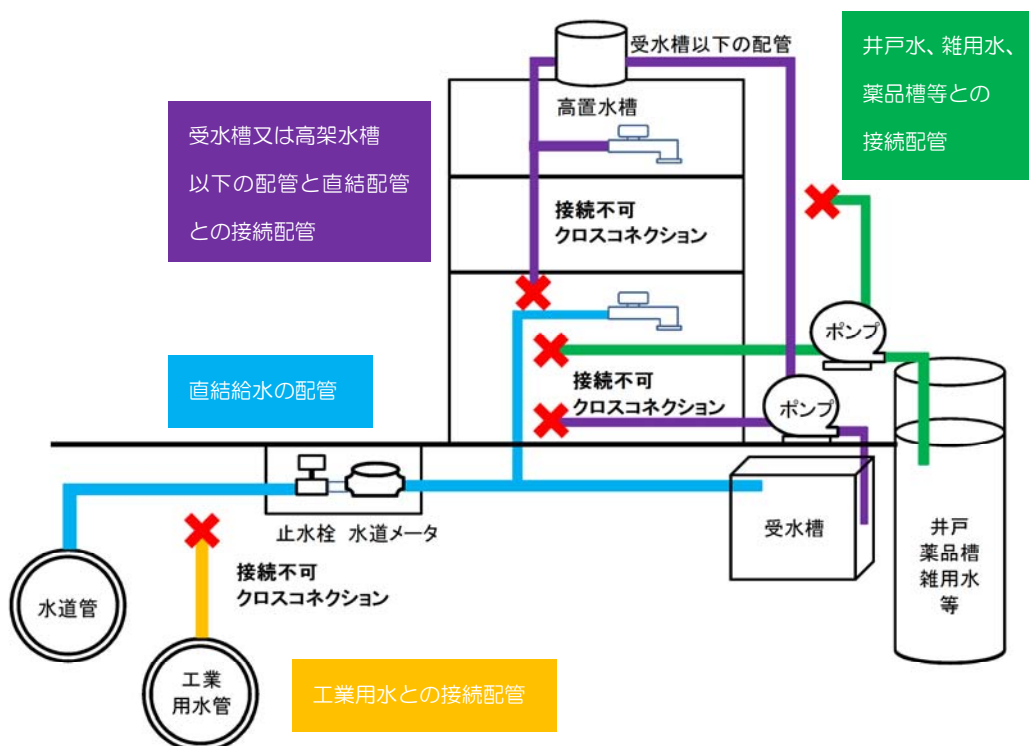 受水槽以下の配管
井戸水、雑用水、
薬品槽等との
接続配管
高置水槽
受水槽又は高架水槽
以下の配管と直結配管
との接続配管
接続不可
クロスコネクション
ポンプ
直結給水の配管
接続不可
クロスコネクション
ポンプ
止水栓 水道メータ
受水槽
井戸
薬品槽
雑用水
等
接続不可
クロスコネクション
水道管
工業
用水管
工業用水との接続配管